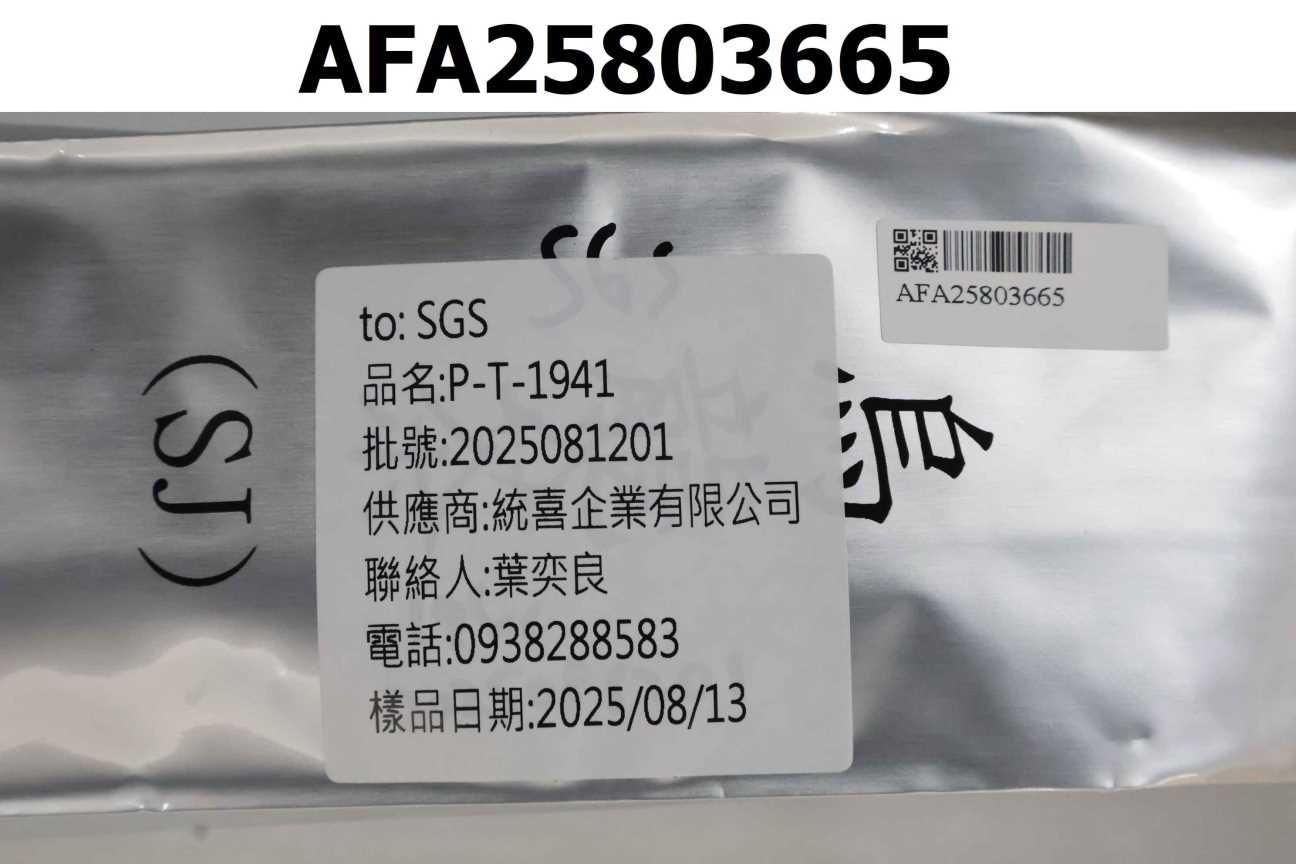 AFA25803665
SGS
AFA25803665
to: SGS
品名:P-T-1941
批號:2025081201
供應商:統喜企業有限公司
聯絡人:葉奕良
電話:0938288583
樣品日期:2025/08/13
(SJ)
烏